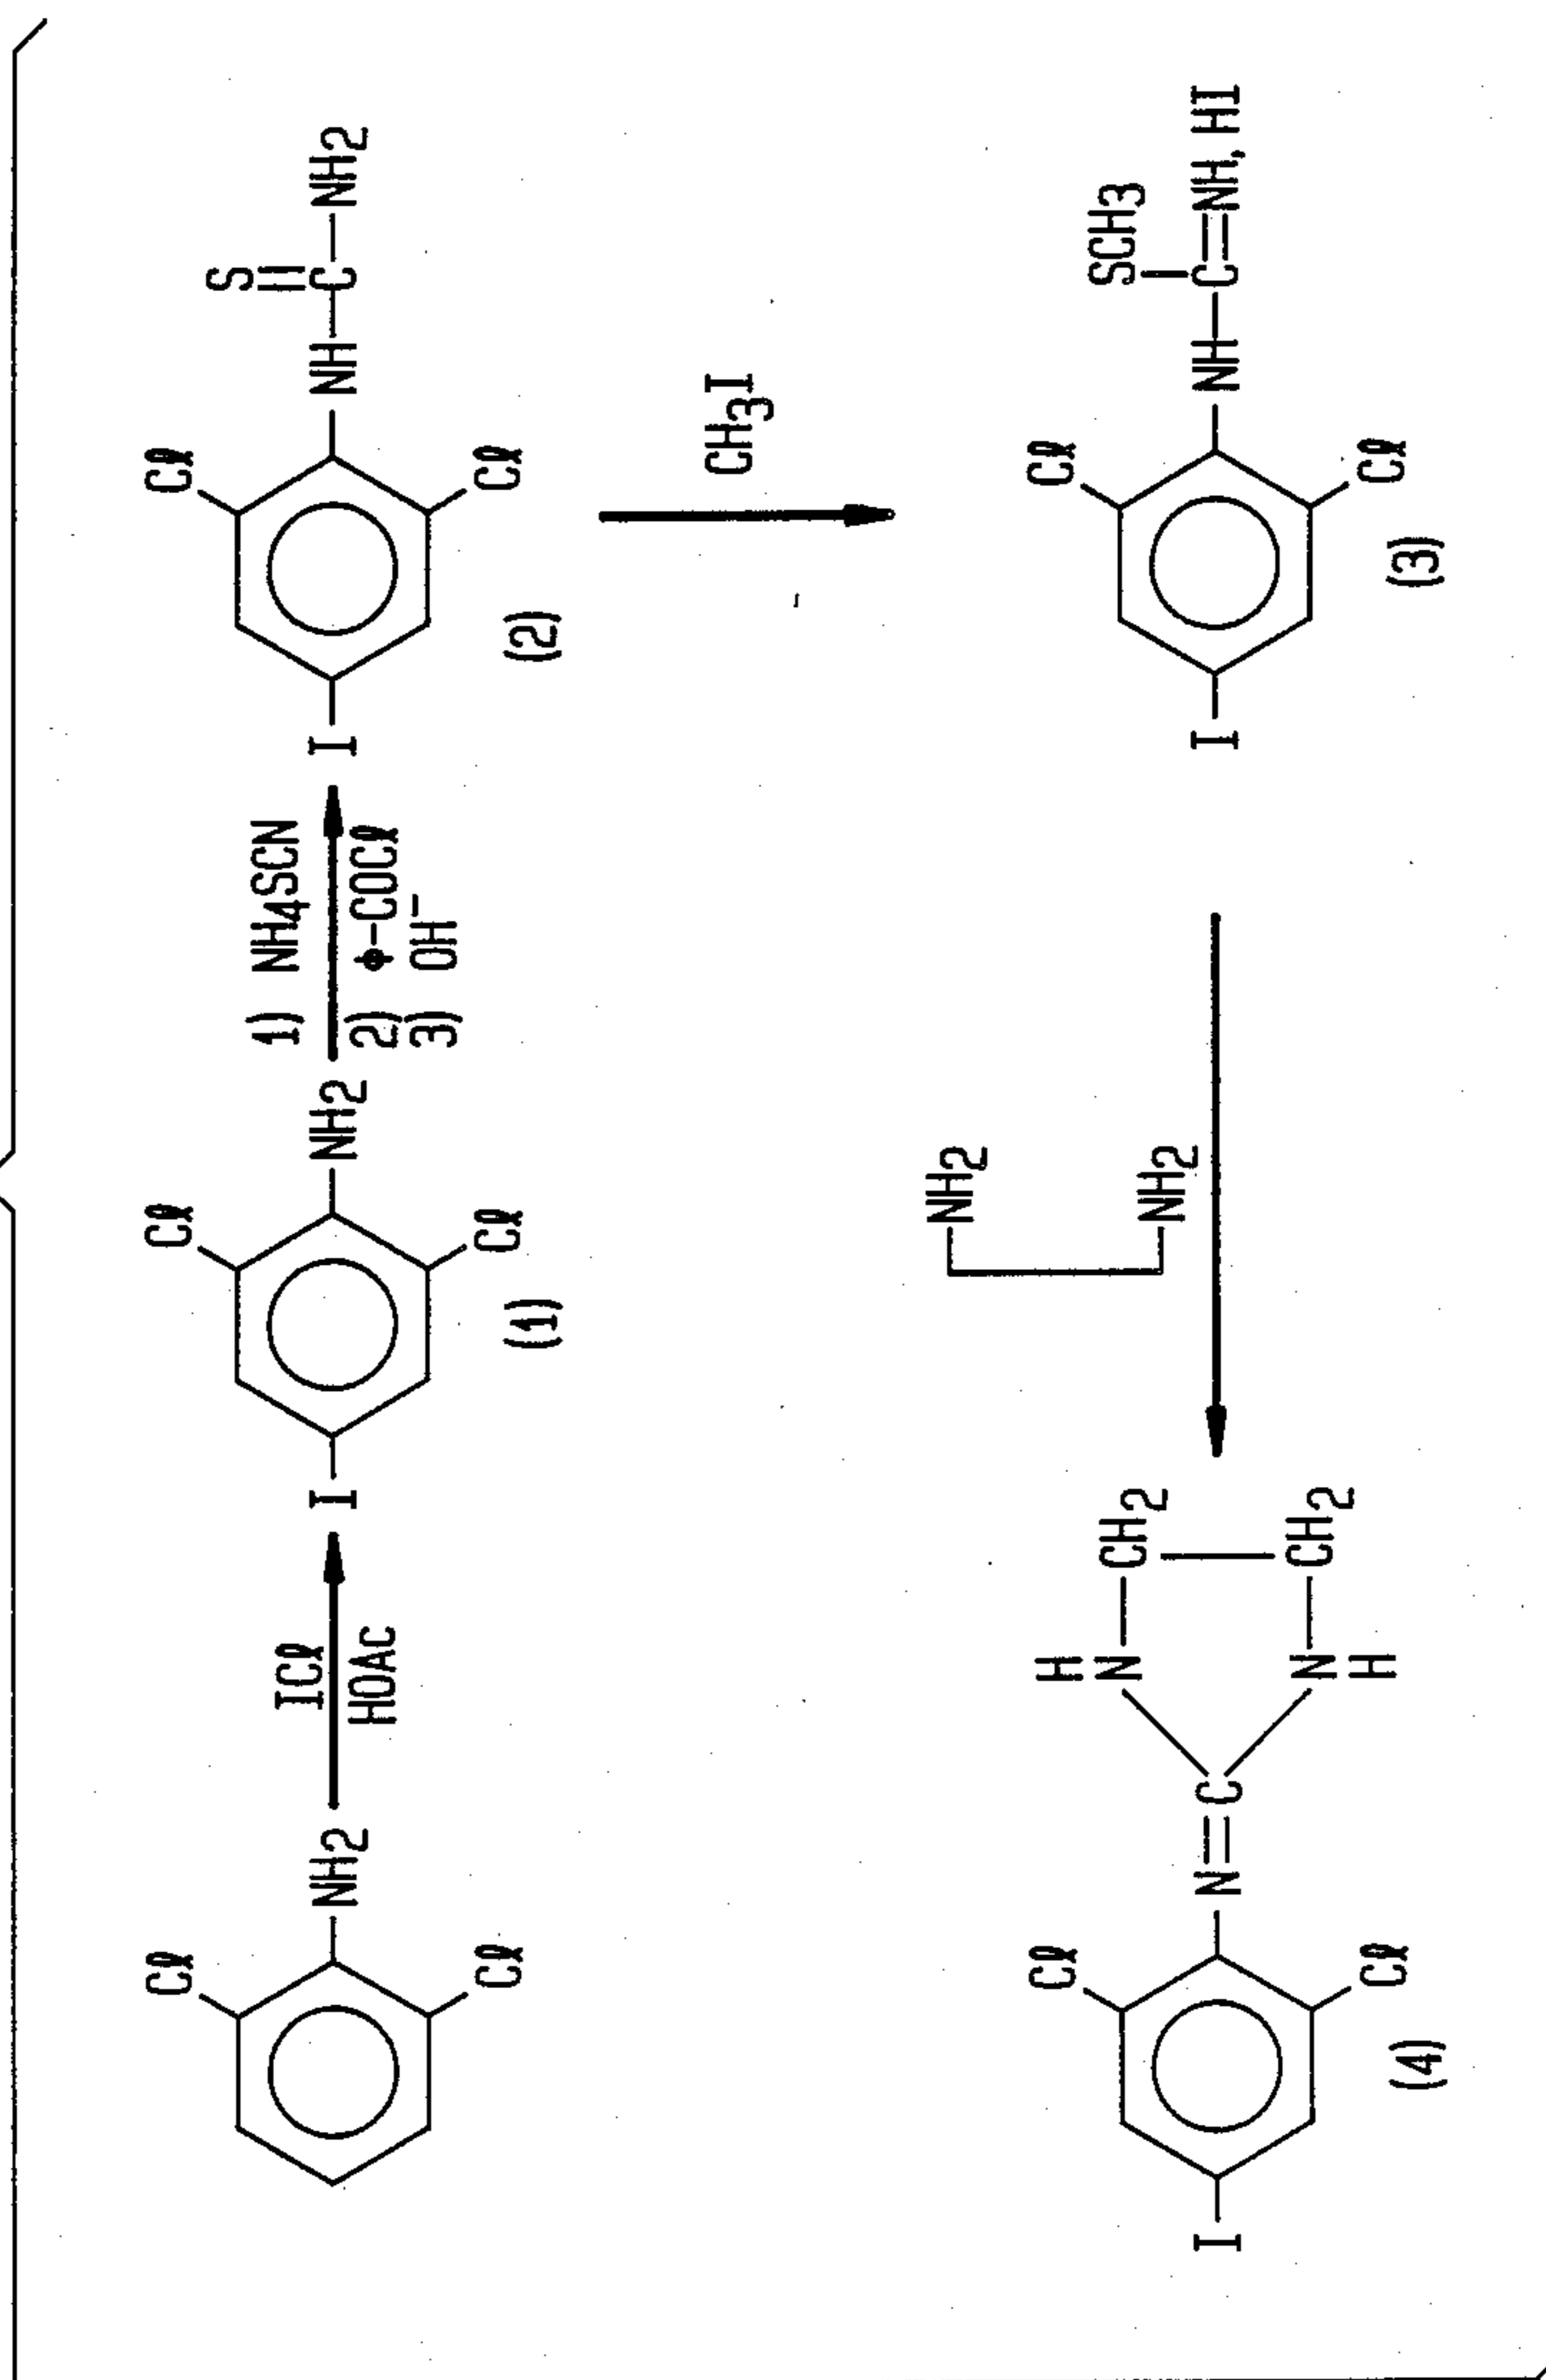 Cℓ
NH2
Cℓ
ICℓ
HOAc
Cℓ
I
NH2
Cℓ
(1)
1) NH4SCN
2) ϕ-COCℓ
3) OH-
Cℓ
S
I
NH
C
NH2
Cℓ
(2)
CH3I
Cℓ
SCH3
I
NH
C
NH, HI
Cℓ
(3)
NH2
NH2
Cℓ
H
N
CH2
I
N
C
N
H
CH2
Cℓ
(4)